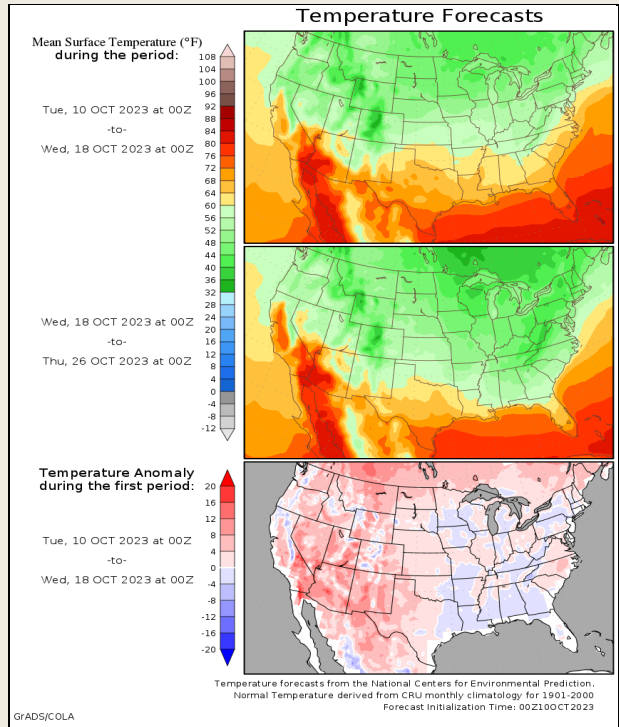 Temperature Forecasts
Mean Surface Temperature (°F)
during the period:
Tue, 10 OCT 2023 at 00Z
-to-
Wed, 18 OCT 2023 at 00Z
108
104
100
96
92
88
84
80
76
72
68
64
60
56
52
48
44
40
36
32
28
24
20
16
12
8
4
0
-4
-8
-12
Wed, 18 OCT 2023 at 00Z
-to-
Thu, 26 OCT 2023 at 00Z
Temperature Anomaly
during the first period:
Tue, 10 OCT 2023 at 00Z
-to-
Wed, 18 OCT 2023 at 00Z
20
16
12
8
4
0
-4
-8
-12
-16
-20
Temperature forecasts from the National Centers for Environmental Prediction.
Normal Temperature derived from CRU monthly climatology for 1901-2000
Forecast Initialization Time: 00Z10OCT2023
GrADS/COLA